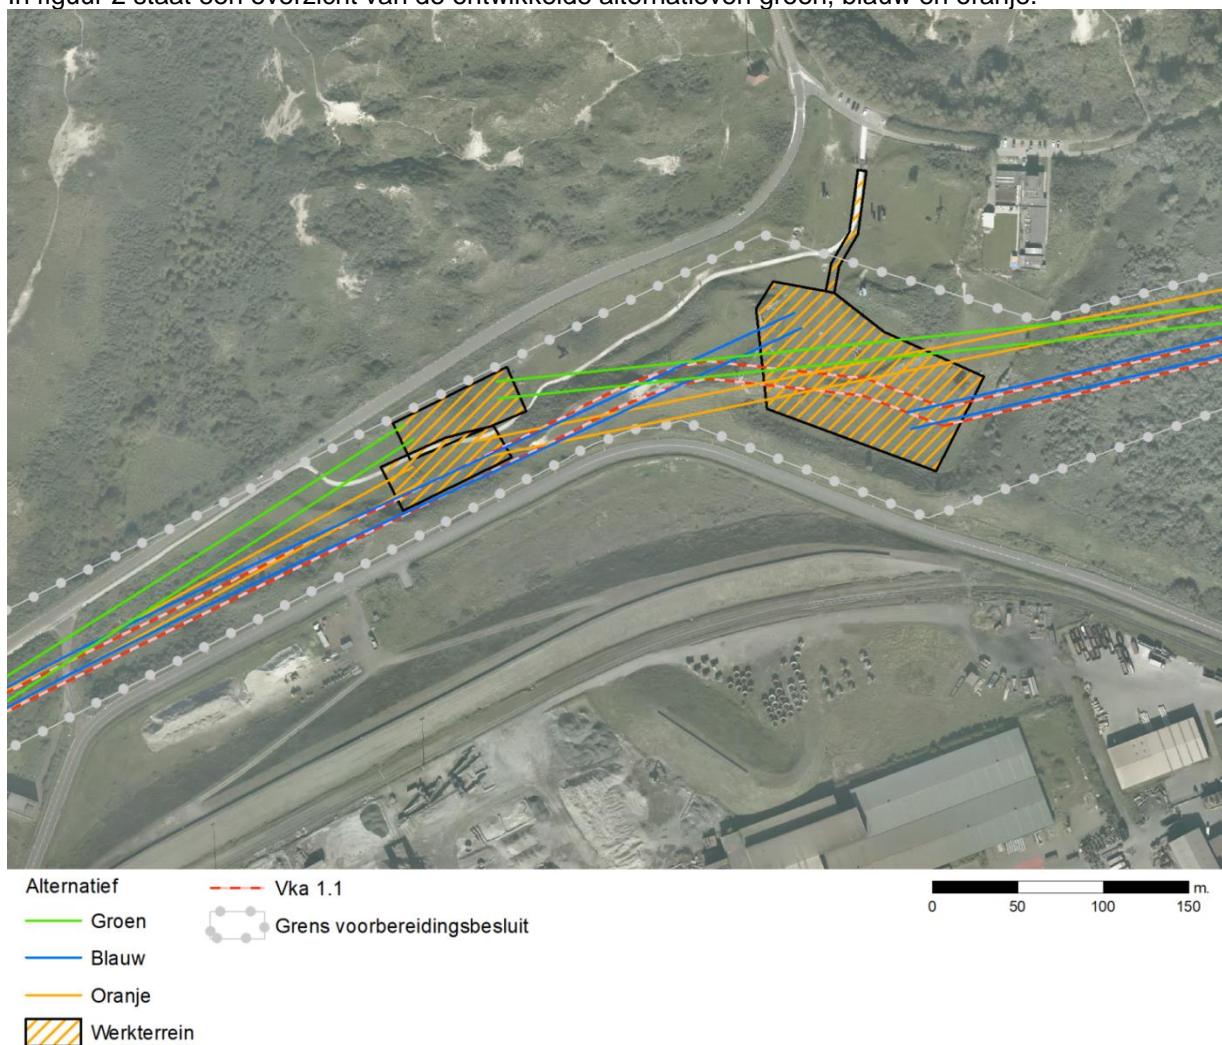 In figuur 2 staat een overzicht van de ontwikkelde alternatieven groen, blauw en oranje.
Alternatief
Groen
Blauw
Oranje
Werkterrein
Vka 1.1
Grens voorbereidingsbesluit
m.
0 50 100 150